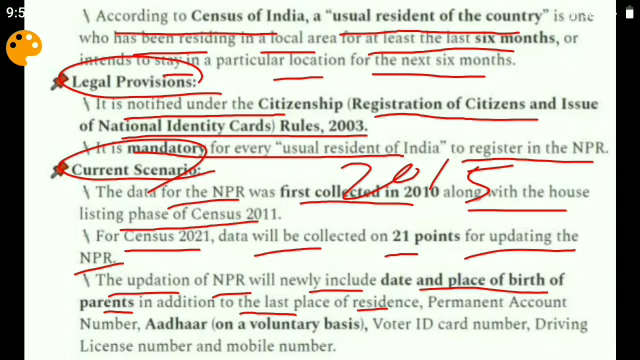 9:5
\ According to Census of India, a “usual resident of the country” is one
who has been residing in a local area for at least the last six months, or
intends to stay in a particular location for the next six months.
Legal Provisions:
\ It is notified under the Citizenship (Registration of Citizens and Issue
of National Identity Cards) Rules, 2003.
\ It is mandatory for every “usual resident of India” to register in the NPR.
Current Scenario:
2015
\ The data for the NPR was first collected in 2010 along with the house
listing phase of Census 2011.
\ For Census 2021, data will be collected on 21 points for updating the
NPR.
\ The updation of NPR will newly include date and place of birth of
parents in addition to the last place of residence, Permanent Account
Number, Aadhaar (on a voluntary basis), Voter ID card number, Driving
License number and mobile number.